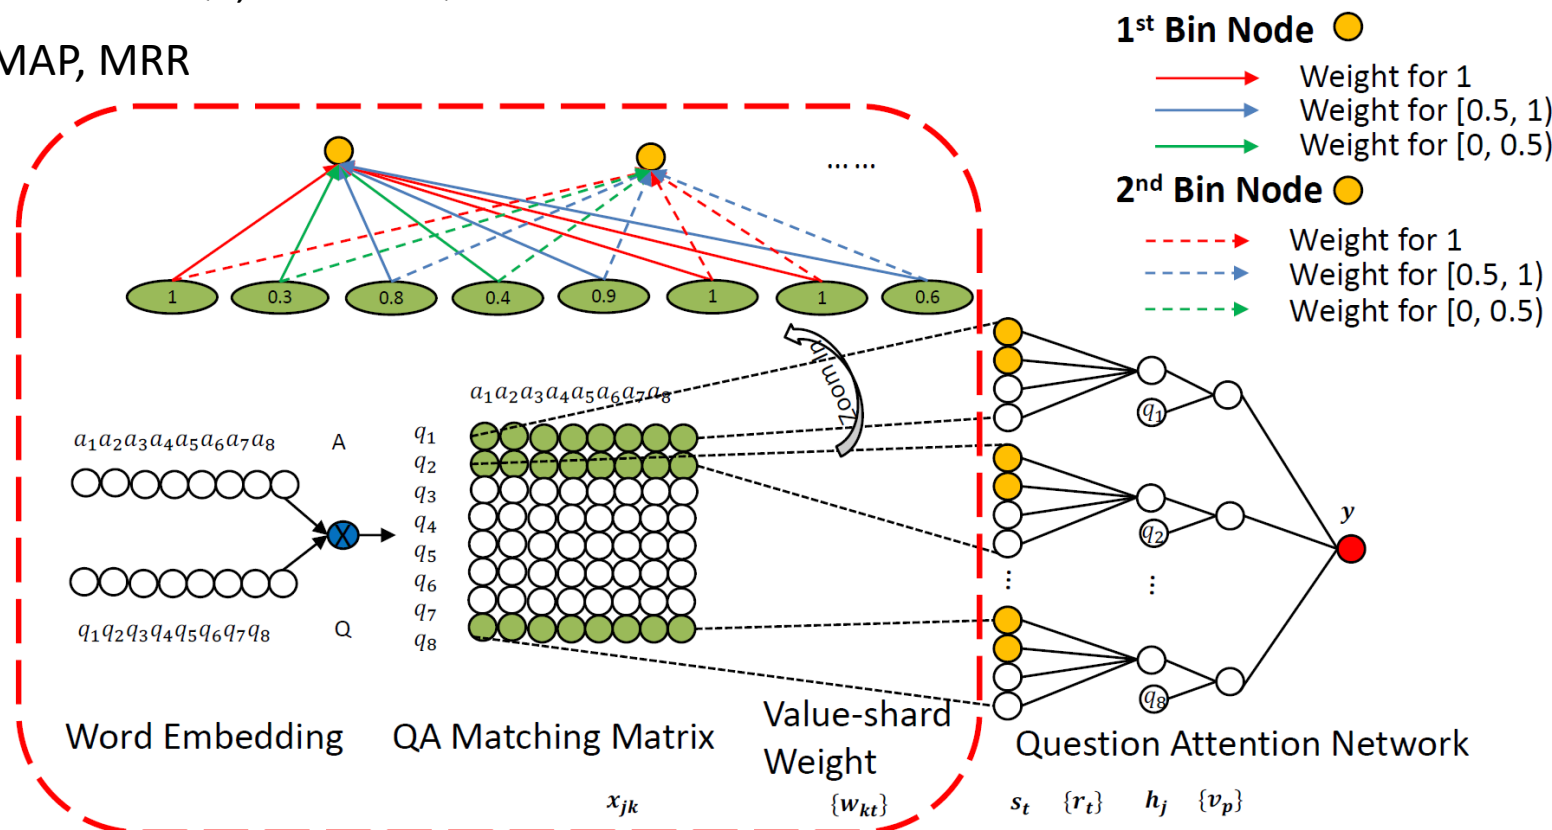 MAP, MRR
1st Bin Node
Weight for 1
Weight for [0.5, 1)
Weight for [0, 0.5)
2nd Bin Node
Weight for 1
Weight for [0.5, 1)
Weight for [0, 0.5)
... ...
1 0.3 0.8 0.4 0.9 1 1 0.6
Zoom in
a1a2a3a4a5a6a7a8
a1a2a3a4a5a6a7a8 A
q1
q2
q3
q4
q5
q6
q7
q8
X
q1q2q3q4q5q6q7q8 Q
q1
q2
...
...
q8
y
Word Embedding
QA Matching Matrix
Value-shard
Weight
Question Attention Network
xjk {wkt} st {rt} hj {vp}